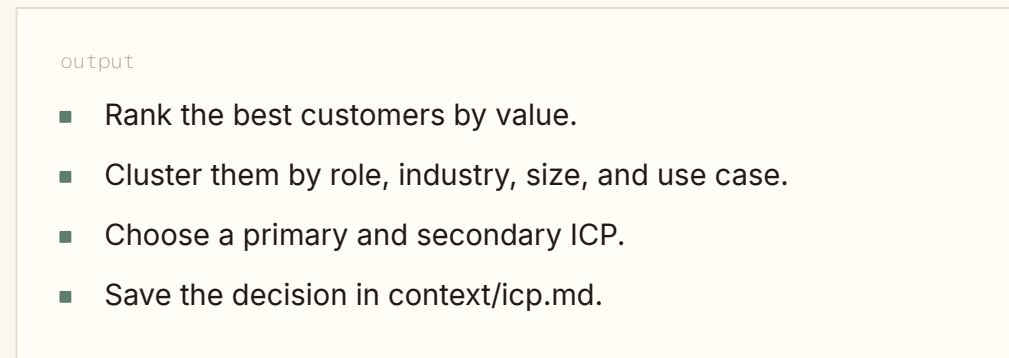 output
Rank the best customers by value.
Cluster them by role, industry, size, and use case.
Choose a primary and secondary ICP.
Save the decision in context/icp.md.